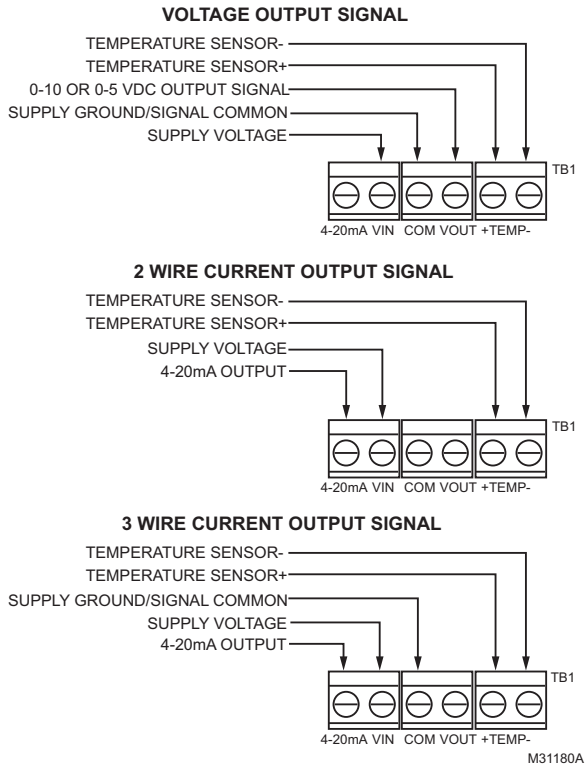 VOLTAGE OUTPUT SIGNAL
TEMPERATURE SENSOR-
TEMPERATURE SENSOR+
0-10 OR 0-5 VDC OUTPUT SIGNAL
SUPPLY GROUND/SIGNAL COMMON
SUPPLY VOLTAGE
TB1
4-20mA VIN COM VOUT +TEMP-
2 WIRE CURRENT OUTPUT SIGNAL
TEMPERATURE SENSOR-
TEMPERATURE SENSOR+
SUPPLY VOLTAGE
4-20mA OUTPUT
TB1
4-20mA VIN COM VOUT +TEMP-
3 WIRE CURRENT OUTPUT SIGNAL
TEMPERATURE SENSOR-
TEMPERATURE SENSOR+
SUPPLY GROUND/SIGNAL COMMON
SUPPLY VOLTAGE
4-20mA OUTPUT
TB1
4-20mA VIN COM VOUT +TEMP-
M31180A